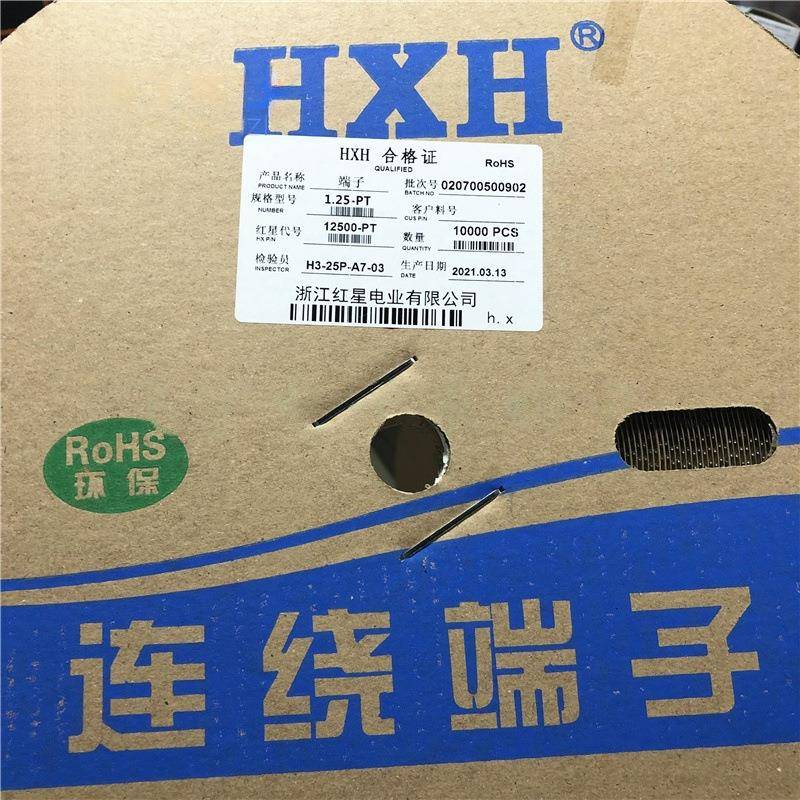 HXH®
HXH 合格证 RoHS
QUALIFIED
产品名称 端子 批次号 020700500902
PRODUCT NAME BATCH NO
规格型号 1.25-PT 客户料号
NUMBER CUS P/N
红星代号 12500-PT 数量 10000 PCS
HX P/N QUANTITY
检验员 H3-25P-A7-03 生产日期 2021.03.13
INSPECTOR DATE
浙江红星电业有限公司
h. x
RoHS
环保
连绕端子